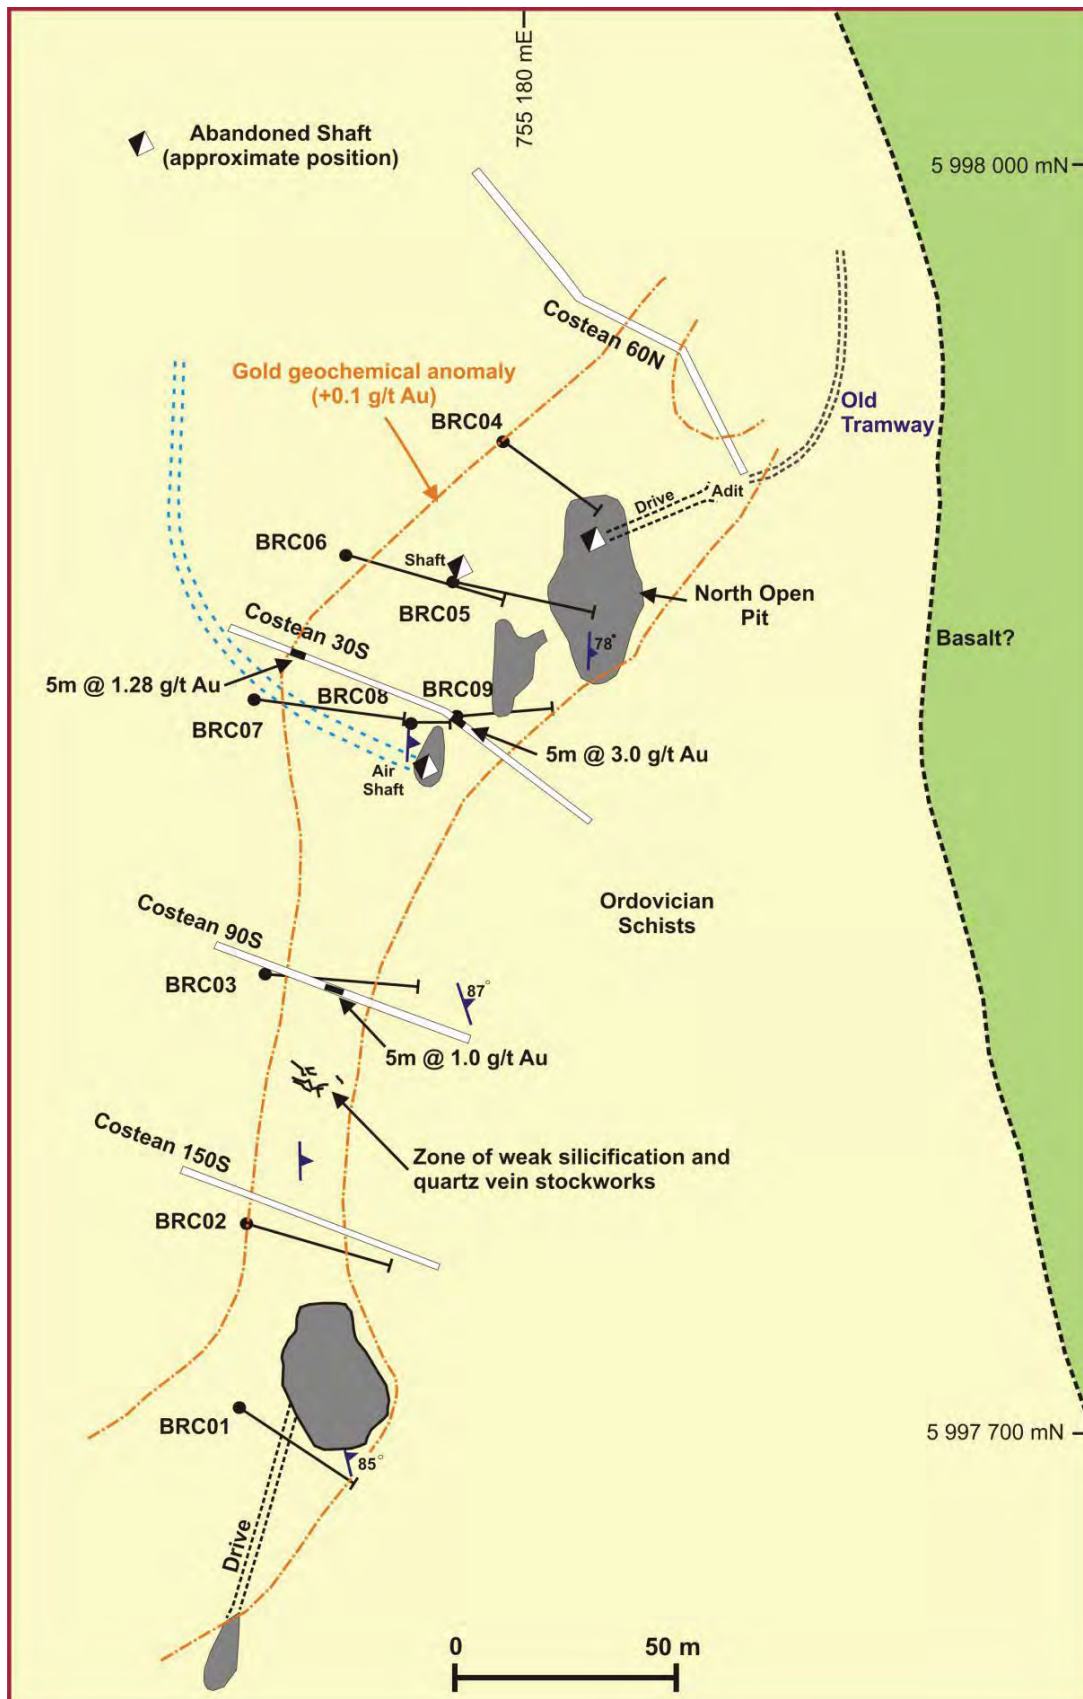 755 180 mE
Abandoned Shaft
(approximate position)
5 998 000 mN
Costean 60N
Gold geochemical anomaly
(+0.1 g/t Au)
Old
Tramway
BRC04
Drive
Adit
BRC06
Shaft
BRC05
North Open
Pit
Costean 30S
78°
Basalt?
5m @ 1.28 g/t Au
BRC08
BRC09
BRC07
5m @ 3.0 g/t Au
Air
Shaft
Ordovician
Schists
Costean 90S
BRC03
87°
5m @ 1.0 g/t Au
Costean 150S
Zone of weak silicification and
quartz vein stockworks
BRC02
BRC01
5 997 700 mN
85°
Drive
0
50 m